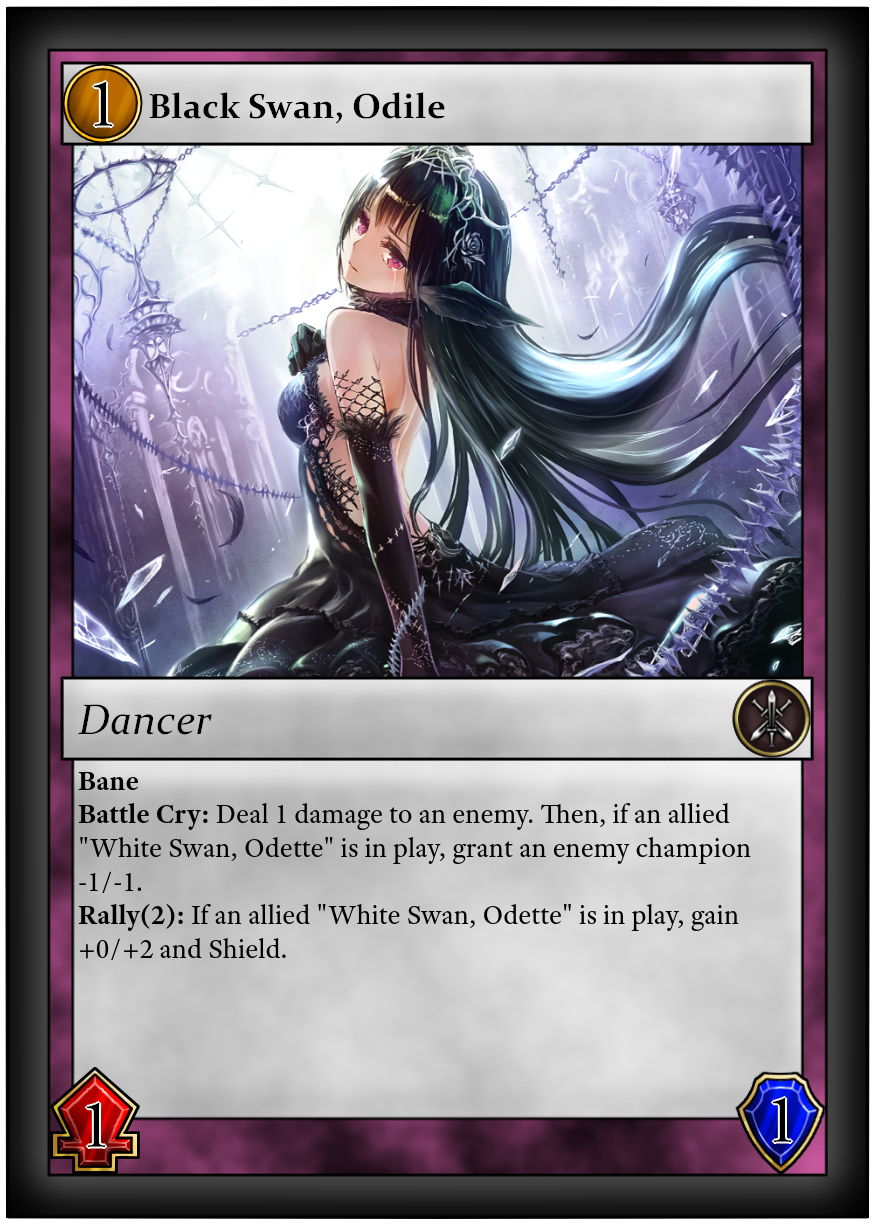 1
Black Swan, Odile
Dancer
Bane
Battle Cry: Deal 1 damage to an enemy. Then, if an allied
"White Swan, Odette" is in play, grant an enemy champion
-1/-1.
Rally(2): If an allied "White Swan, Odette" is in play, gain
+0/+2 and Shield.
1
1